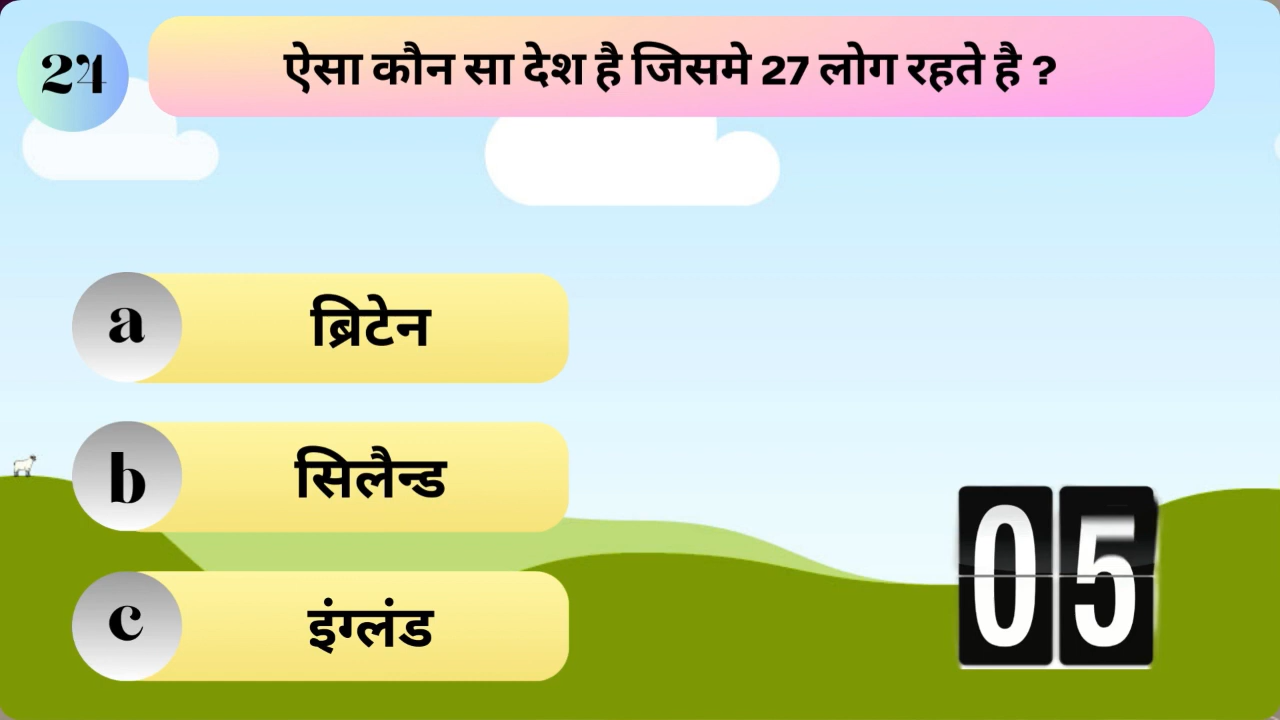 24
ऐसा कौन सा देश है जिसमे 27 लोग रहते है ?
a ब्रिटेन
b सिलैन्ड
c इंग्लंड
05